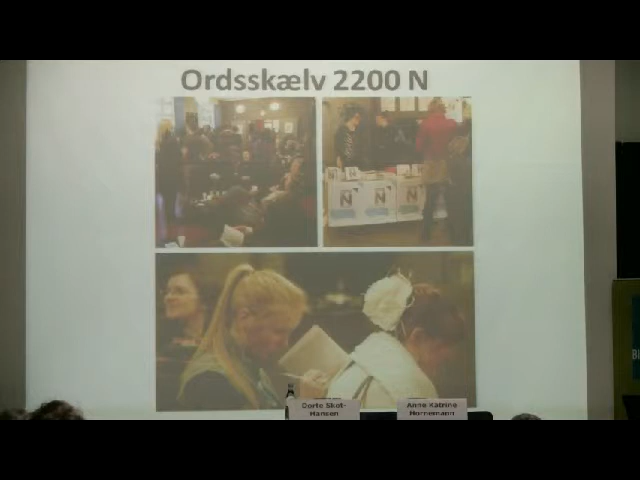 Ordsskælv 2200 N
N
N
N
Dorte Skot-
Hansen
Anne Katrine
Hornemann